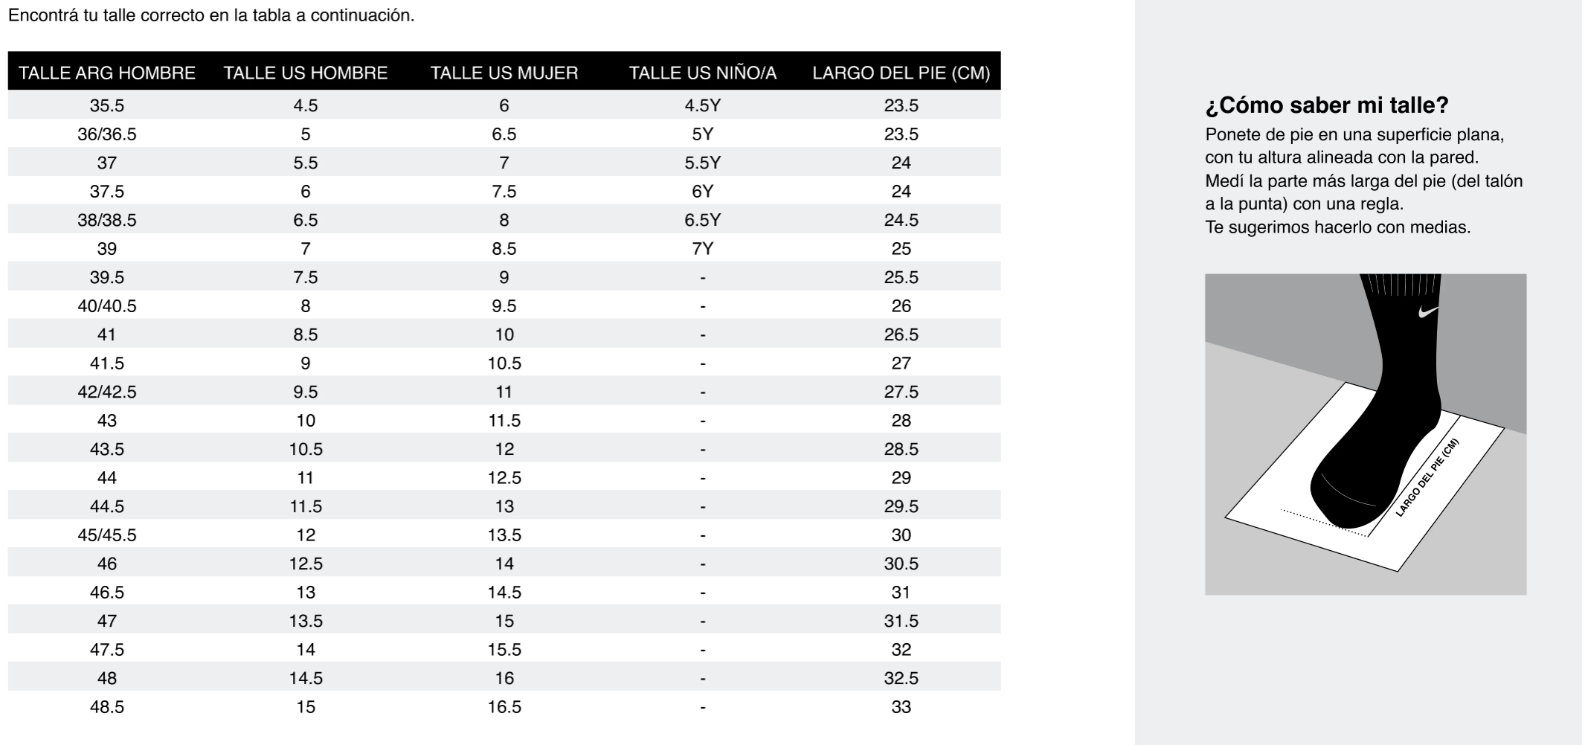 Encontrá tu talle correcto en la tabla a continuación.
TALLE ARG HOMBRE TALLE US HOMBRE TALLE US MUJER TALLE US NIÑO/A LARGO DEL PIE (CM)
35.5 4.5 6 4.5Y 23.5
36/36.5 5 6.5 5Y 23.5
37 5.5 7 5.5Y 24
37.5 6 7.5 6Y 24
38/38.5 6.5 8 6.5Y 24.5
39 7 8.5 7Y 25
39.5 7.5 9 - 25.5
40/40.5 8 9.5 - 26
41 8.5 10 - 26.5
41.5 9 10.5 - 27
42/42.5 9.5 11 - 27.5
43 10 11.5 - 28
43.5 10.5 12 - 28.5
44 11 12.5 - 29
44.5 11.5 13 - 29.5
45/45.5 12 13.5 - 30
46 12.5 14 - 30.5
46.5 13 14.5 - 31
47 13.5 15 - 31.5
47.5 14 15.5 - 32
48 14.5 16 - 32.5
48.5 15 16.5 - 33
¿Cómo saber mi talle?
Ponete de pie en una superficie plana,
con tu altura alineada con la pared.
Medí la parte más larga del pie (del talón
a la punta) con una regla.
Te sugerimos hacerlo con medias.
LARGO DEL PIE (CM)